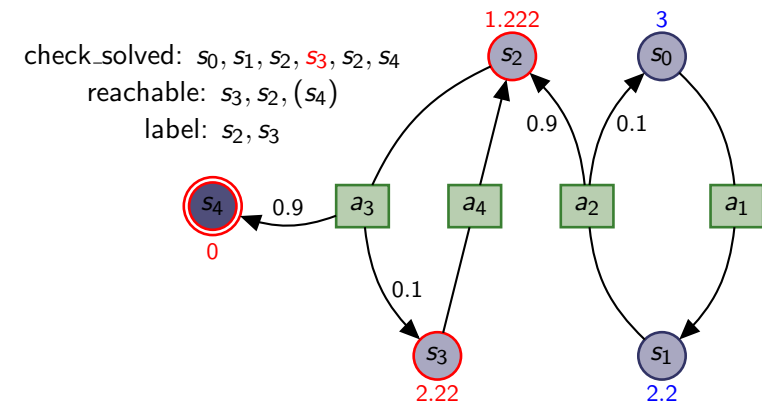 1.222
3
check_solved: s₀, s₁, s₂, s₃, s₂, s₄
s₂
s₀
reachable: s₃, s₂, (s₄)
0.9
0.1
label: s₂, s₃
s₄
0.9
a₃
a₄
a₂
a₁
0
0.1
s₃
s₁
2.22
2.2